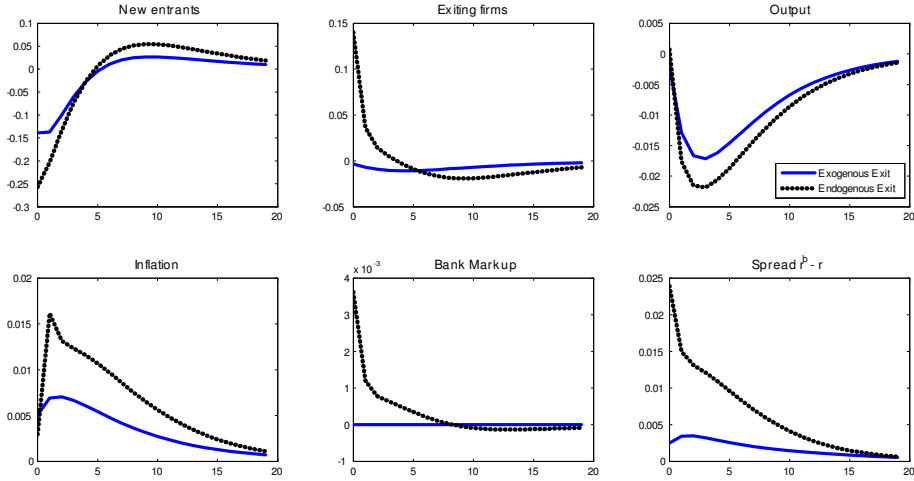 New entrants
Exiting firms
Output
0.1
0.05
0
-0.05
-0.1
-0.15
-0.2
-0.25
-0.3
0 5 10 15 20
0.15
0.1
0.05
0
-0.05
0 5 10 15 20
0.005
0
-0.005
-0.01
-0.015
-0.02
-0.025
0 5 10 15 20
Exogenous Exit
Endogenous Exit
Inflation
Bank Markup
Spread r^b - r
0.02
0.015
0.01
0.005
0
0 5 10 15 20
x 10^-3
4
3
2
1
0
-1
0 5 10 15 20
0.025
0.02
0.015
0.01
0.005
0
0 5 10 15 20